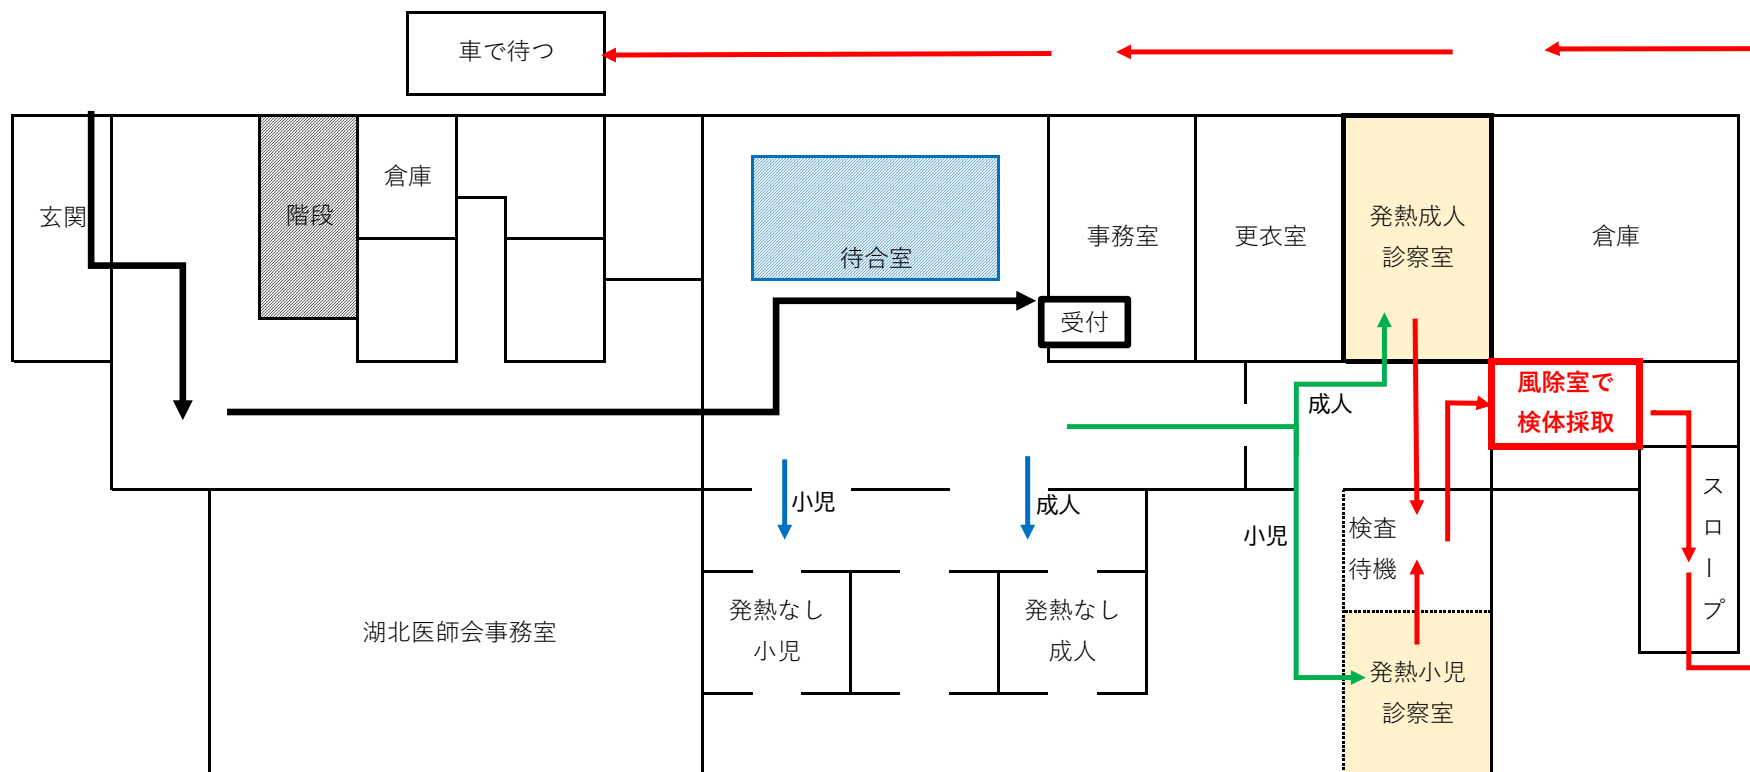 車で待つ
玄関
階段
倉庫
待合室
事務室
更衣室
発熱成人
診察室
倉庫
受付
風除室で
検体採取
成人
小児
成人
小児
検査
待機
スロープ
湖北医師会事務室
発熱なし
小児
発熱なし
成人
発熱小児
診察室